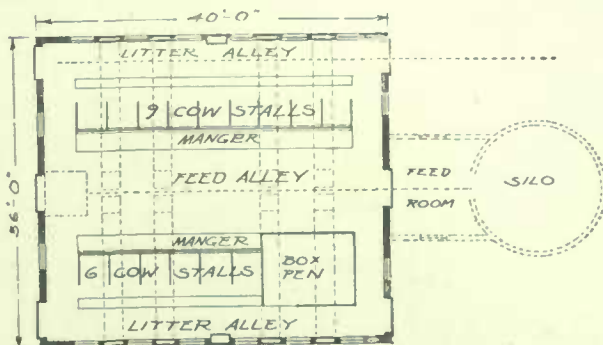 40'-0"
LITTER ALLEY
9 COW STALLS
MANGER
36'-0"
FEED ALLEY
FEED
ROOM
SILO
MANGER
6 COW STALLS
BOX
PEN
LITTER ALLEY